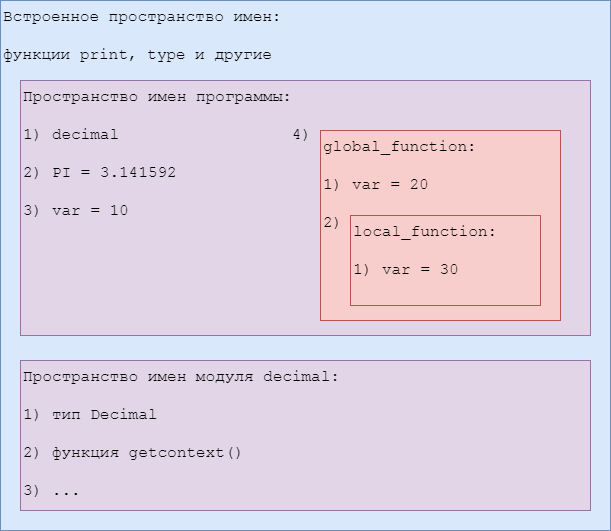 Встроенное пространство имен:
функции print, type и другие
Пространство имен программы:
1) decimal
2) PI = 3.141592
3) var = 10
4)
global_function:
1) var = 20
2)
local_function:
1) var = 30
Пространство имен модуля decimal:
1) тип Decimal
2) функция getcontext()
3) ...